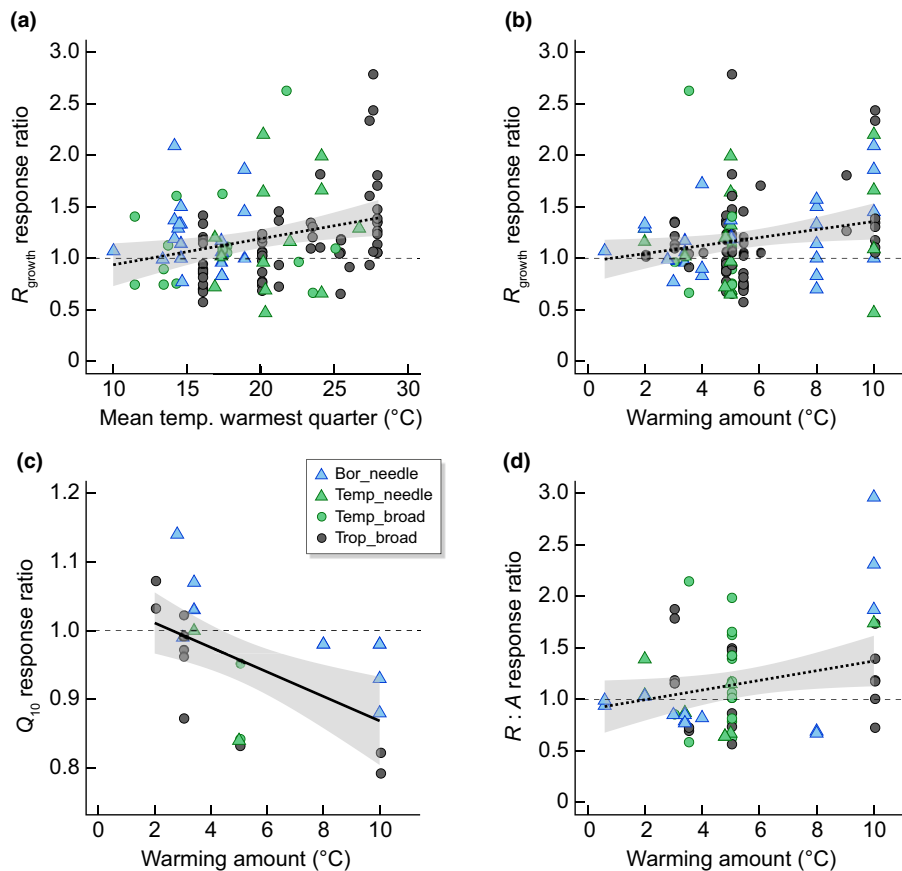 (a)
3.0
2.5
2.0
1.5
1.0
0.5
0
R_growth response ratio
10 15 20 25 30
Mean temp. warmest quarter (°C)
(b)
3.0
2.5
2.0
1.5
1.0
0.5
0
R_growth response ratio
0 2 4 6 8 10
Warming amount (°C)
(c)
1.2
1.1
1.0
0.9
0.8
Q_10 response ratio
0 2 4 6 8 10
Warming amount (°C)
Bor_needle
Temp_needle
Temp_broad
Trop_broad
(d)
3.0
2.5
2.0
1.5
1.0
0.5
0
R : A response ratio
0 2 4 6 8 10
Warming amount (°C)